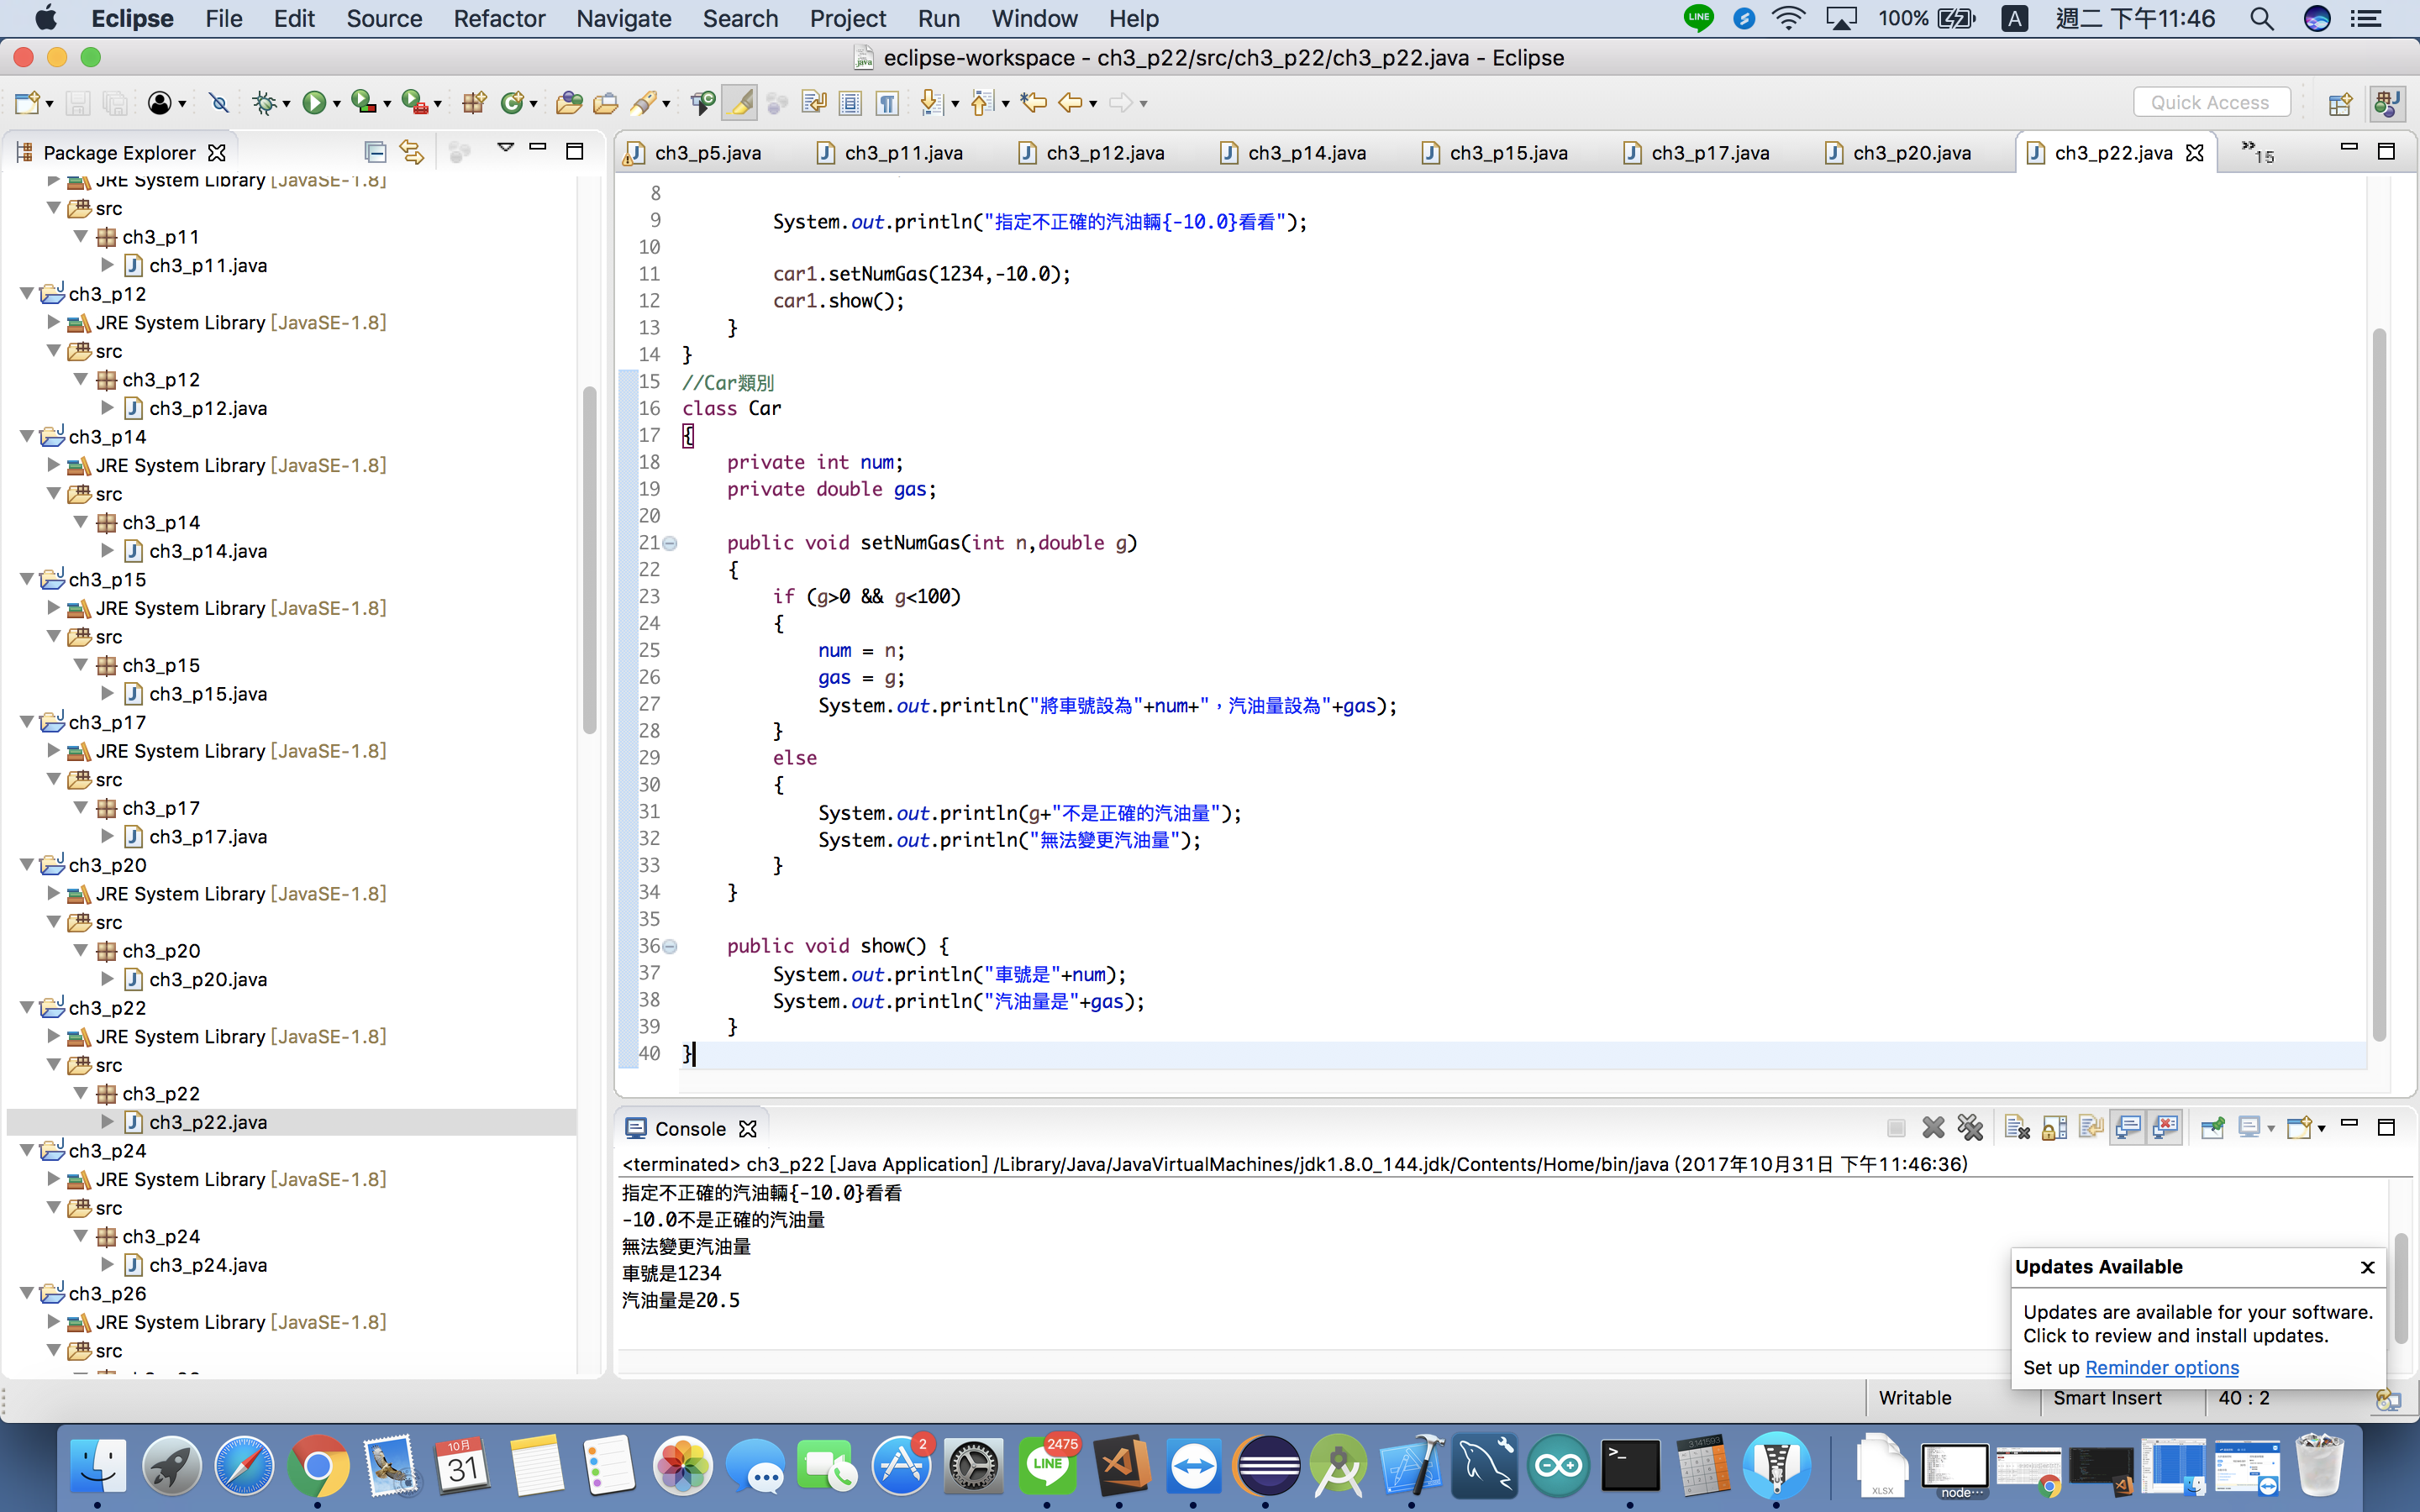 Eclipse File Edit Source Refactor Navigate Search Project Run Window Help
LINE 100% A 週二 下午11:46
eclipse-workspace - ch3_p22/src/ch3_p22/ch3_p22.java - Eclipse
Quick Access
Package Explorer
JRE System Library [JavaSE-1.8]
src
ch3_p11
ch3_p11.java
ch3_p12
JRE System Library [JavaSE-1.8]
src
ch3_p12
ch3_p12.java
ch3_p14
JRE System Library [JavaSE-1.8]
src
ch3_p14
ch3_p14.java
ch3_p15
JRE System Library [JavaSE-1.8]
src
ch3_p15
ch3_p15.java
ch3_p17
JRE System Library [JavaSE-1.8]
src
ch3_p17
ch3_p17.java
ch3_p20
JRE System Library [JavaSE-1.8]
src
ch3_p20
ch3_p20.java
ch3_p22
JRE System Library [JavaSE-1.8]
src
ch3_p22
ch3_p22.java
ch3_p24
JRE System Library [JavaSE-1.8]
src
ch3_p24
ch3_p24.java
ch3_p26
JRE System Library [JavaSE-1.8]
src
ch3_p5.java ch3_p11.java ch3_p12.java ch3_p14.java ch3_p15.java ch3_p17.java ch3_p20.java ch3_p22.java »15
8
9 System.out.println("指定不正確的汽油輛{-10.0}看看");
10
11 car1.setNumGas(1234,-10.0);
12 car1.show();
13 }
14 }
15 //Car類別
16 class Car
17 {
18 private int num;
19 private double gas;
20
21 public void setNumGas(int n,double g)
22 {
23 if (g>0 && g<100)
24 {
25 num = n;
26 gas = g;
27 System.out.println("將車號設為"+num+"，汽油量設為"+gas);
28 }
29 else
30 {
31 System.out.println(g+"不是正確的汽油量");
32 System.out.println("無法變更汽油量");
33 }
34 }
35
36 public void show() {
37 System.out.println("車號是"+num);
38 System.out.println("汽油量是"+gas);
39 }
40 }
Console
<terminated> ch3_p22 [Java Application] /Library/Java/JavaVirtualMachines/jdk1.8.0_144.jdk/Contents/Home/bin/java (2017年10月31日 下午11:46:36)
指定不正確的汽油輛{-10.0}看看
-10.0不是正確的汽油量
無法變更汽油量
車號是1234
汽油量是20.5
Updates Available
Updates are available for your software.
Click to review and install updates.
Set up Reminder options
Writable Smart Insert 40 : 2
10月
31
2
2475
LINE
XLSX
node···